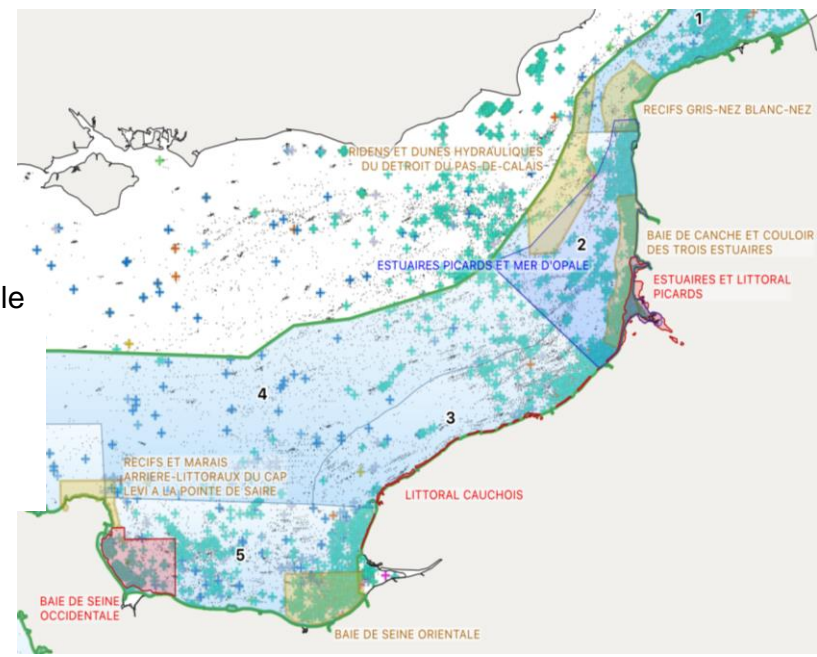 1
RECIFS GRIS-NEZ BLANC-NEZ
RIDENS ET DUNES HYDRAULIQUES
DU DETROIT DU PAS-DE-CALAIS
2
BAIE DE CANCHE ET COULOIR
DES TROIS ESTUAIRES
ESTUAIRES PICARDS ET MER D'OPALE
ESTUAIRES ET LITTORAL
PICARDS
le
4
3
RECIFS ET MARAIS
ARRIERE-LITTORAUX DU CAP
LEVI A LA POINTE DE SAIRE
LITTORAL CAUCHOIS
5
BAIE DE SEINE
OCCIDENTALE
BAIE DE SEINE ORIENTALE